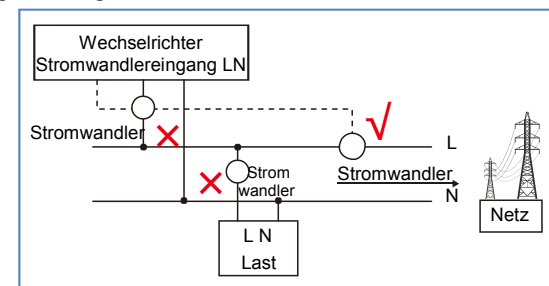 Wechselrichter
Stromwandlereingang LN
Stromwandler
L
Strom
wandler
Stromwandler
N
L N
Last
Netz